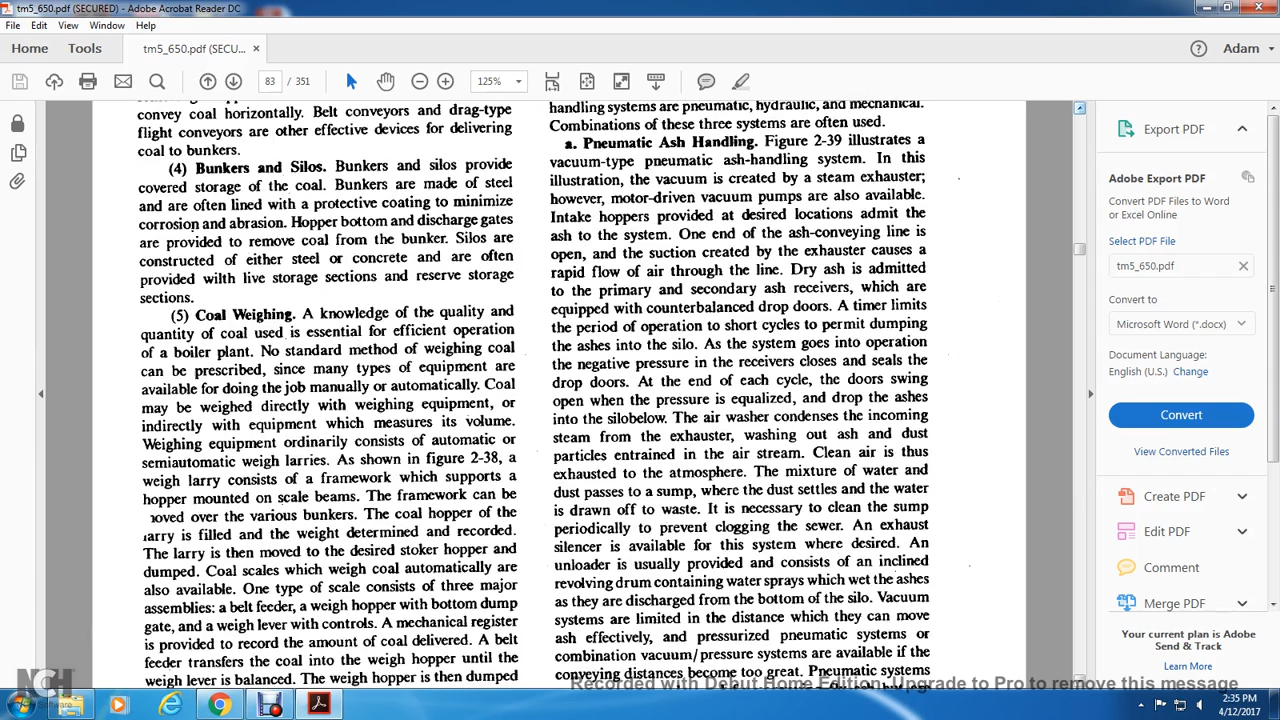 tm5_650.pdf (SECURED) - Adobe Acrobat Reader DC
File Edit View Window Help
Home Tools tm5_650.pdf (SECU... × Adam
83 / 351 125%
convey coal horizontally. Belt conveyors and drag-type
flight conveyors are other effective devices for delivering
coal to bunkers.
(4) Bunkers and Silos. Bunkers and silos provide
covered storage of the coal. Bunkers are made of steel
and are often lined with a protective coating to minimize
corrosion and abrasion. Hopper bottom and discharge gates
are provided to remove coal from the bunker. Silos are
constructed of either steel or concrete and are often
provided wilth live storage sections and reserve storage
sections.
(5) Coal Weighing. A knowledge of the quality and
quantity of coal used is essential for efficient operation
of a boiler plant. No standard method of weighing coal
can be prescribed, since many types of equipment are
available for doing the job manually or automatically. Coal
may be weighed directly with weighing equipment, or
indirectly with equipment which measures its volume.
Weighing equipment ordinarily consists of automatic or
semiautomatic weigh larries. As shown in figure 2-38, a
weigh larry consists of a framework which supports a
hopper mounted on scale beams. The framework can be
noved over the various bunkers. The coal hopper of the
larry is filled and the weight determined and recorded.
The larry is then moved to the desired stoker hopper and
dumped. Coal scales which weigh coal automatically are
also available. One type of scale consists of three major
assemblies: a belt feeder, a weigh hopper with bottom dump
gate, and a weigh lever with controls. A mechanical register
is provided to record the amount of coal delivered. A belt
feeder transfers the coal into the weigh hopper until the
weigh lever is balanced. The weigh hopper is then dumped
handling systems are pneumatic, hydraulic, and mechanical.
Combinations of these three systems are often used.
a. Pneumatic Ash Handling. Figure 2-39 illustrates a
vacuum-type pneumatic ash-handling system. In this
illustration, the vacuum is created by a steam exhauster;
however, motor-driven vacuum pumps are also available.
Intake hoppers provided at desired locations admit the
ash to the system. One end of the ash-conveying line is
open, and the suction created by the exhauster causes a
rapid flow of air through the line. Dry ash is admitted
to the primary and secondary ash receivers, which are
equipped with counterbalanced drop doors. A timer limits
the period of operation to short cycles to permit dumping
the ashes into the silo. As the system goes into operation
the negative pressure in the receivers closes and seals the
drop doors. At the end of each cycle, the doors swing
open when the pressure is equalized, and drop the ashes
into the silobelow. The air washer condenses the incoming
steam from the exhauster, washing out ash and dust
particles entrained in the air stream. Clean air is thus
exhausted to the atmosphere. The mixture of water and
dust passes to a sump, where the dust settles and the water
is drawn off to waste. It is necessary to clean the sump
periodically to prevent clogging the sewer. An exhaust
silencer is available for this system where desired. An
unloader is usually provided and consists of an inclined
revolving drum containing water sprays which wet the ashes
as they are discharged from the bottom of the silo. Vacuum
systems are limited in the distance which they can move
ash effectively, and pressurized pneumatic systems or
combination vacuum/pressure systems are available if the
conveying distances become too great. Pneumatic systems
Export PDF
Adobe Export PDF
Convert PDF Files to Word
or Excel Online
Select PDF File
tm5_650.pdf
Convert to
Microsoft Word (*.docx)
Document Language:
English (U.S.) Change
Convert
View Converted Files
Create PDF
Edit PDF
Comment
Merge PDF
Your current plan is Adobe
Send & Track
Learn More
Recorded with Debut Home Edition. Upgrade to Pro to remove this message
NCH
Software
2:35 PM
4/12/2017